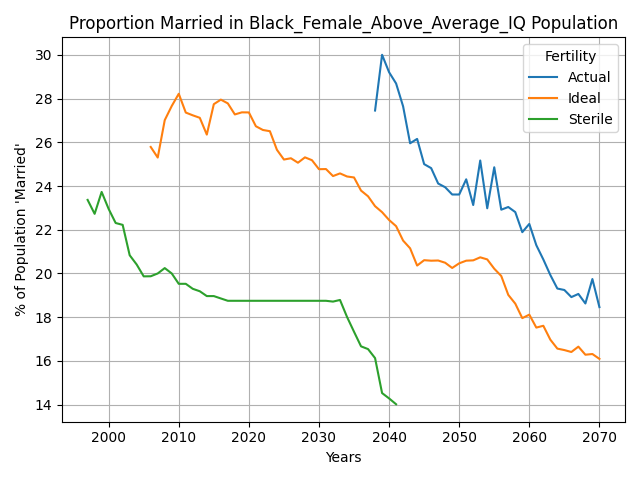 Proportion Married in Black_Female_Above_Average_IQ Population
% of Population 'Married'
30
28
26
24
22
20
18
16
14
Fertility
Actual
Ideal
Sterile
2000 2010 2020 2030 2040 2050 2060 2070
Years